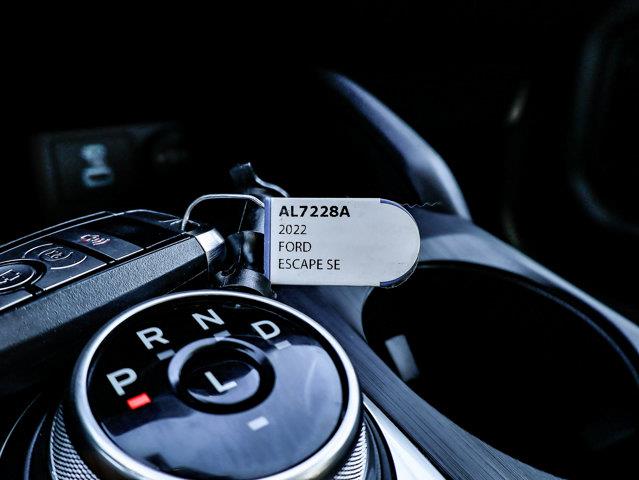 AL7228A
2022
FORD
ESCAPE SE
P R N D
L